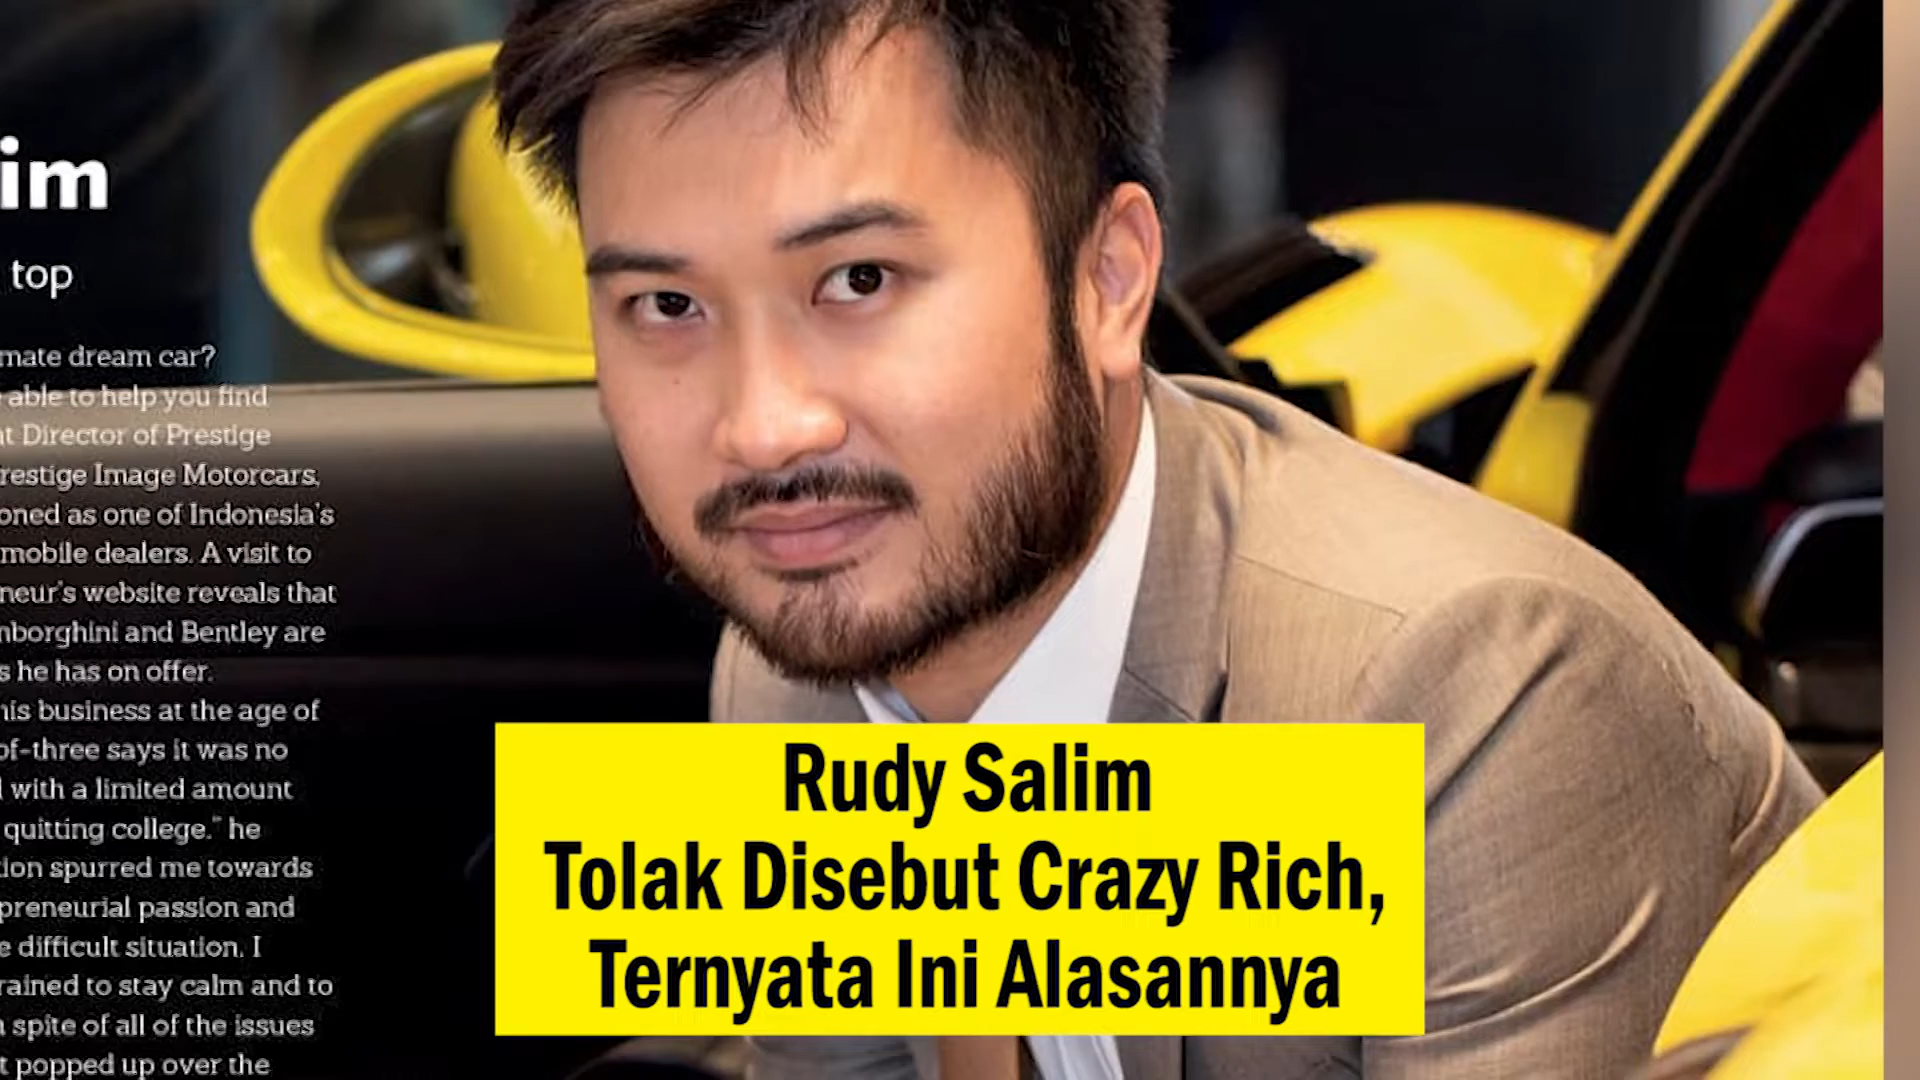 im
top
mate dream car?
able to help you find
at Director of Prestige
restige Image Motorcars,
oned as one of Indonesia's
mobile dealers. A visit to
neur's website reveals that
mborghini and Bentley are
s he has on offer.
his business at the age of
of-three says it was no
with a limited amount
quitting college." he
tion spurred me towards
preneurial passion and
e difficult situation. I
rained to stay calm and to
spite of all of the issues
t popped up over the
Rudy Salim
Tolak Disebut Crazy Rich,
Ternyata Ini Alasannya